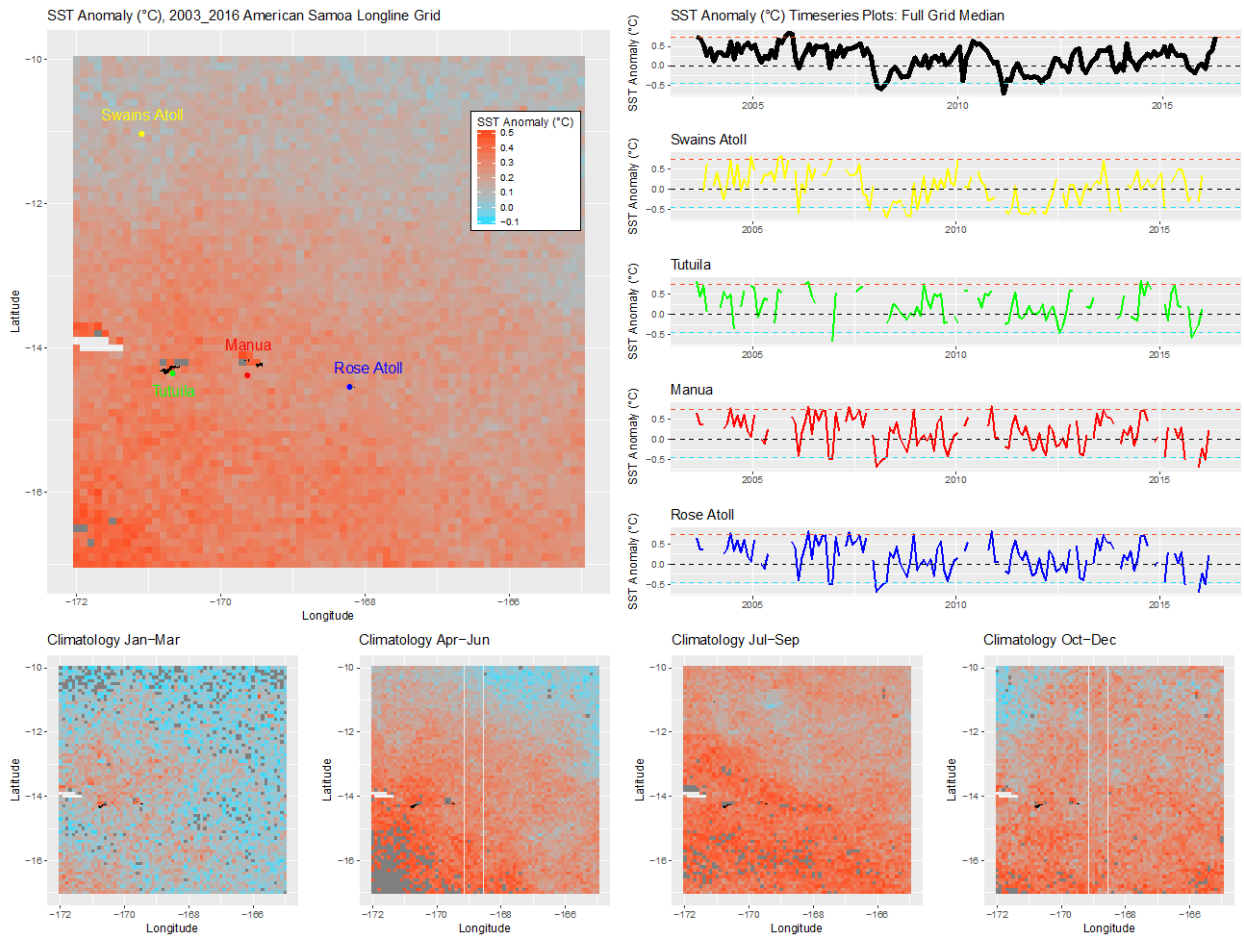 SST Anomaly (°C), 2003_2016 American Samoa Longline Grid
−10
−12
−14
−16
Latitude
Swains Atoll
SST Anomaly (°C)
0.5
0.4
0.3
0.2
0.1
0.0
−0.1
Manua
Rose Atoll
Tutuila
−172
−170
−168
−166
Longitude
SST Anomaly (°C) Timeseries Plots: Full Grid Median
SST Anomaly (°C)
0.5
0.0
−0.5
2005
2010
2015
Swains Atoll
SST Anomaly (°C)
0.5
0.0
−0.5
2005
2010
2015
Tutuila
SST Anomaly (°C)
0.5
0.0
−0.5
2005
2010
2015
Manua
SST Anomaly (°C)
0.5
0.0
−0.5
2005
2010
2015
Rose Atoll
SST Anomaly (°C)
0.5
0.0
−0.5
2005
2010
2015
Climatology Jan−Mar
−10
−12
−14
−16
Latitude
−172
−170
−168
−166
Longitude
Climatology Apr−Jun
−10
−12
−14
−16
Latitude
−172
−170
−168
−166
Longitude
Climatology Jul−Sep
−10
−12
−14
−16
Latitude
−172
−170
−168
−166
Longitude
Climatology Oct−Dec
−10
−12
−14
−16
Latitude
−172
−170
−168
−166
Longitude